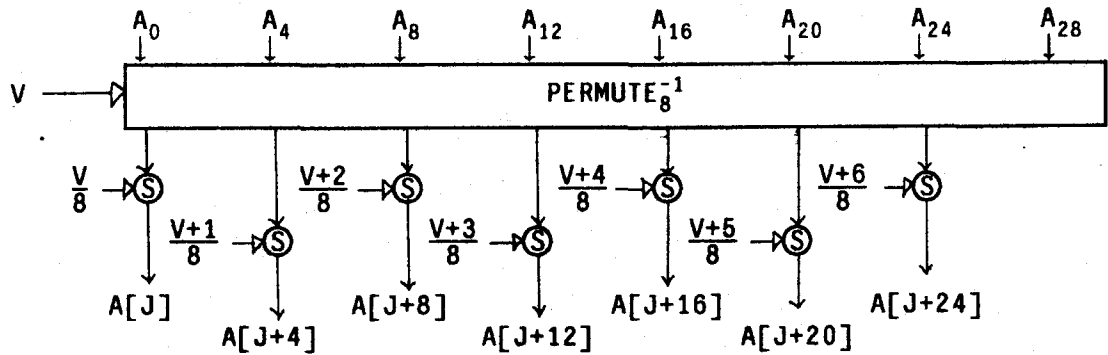 A₀ A₄ A₈ A₁₂ A₁₆ A₂₀ A₂₄ A₂₈
V PERMUTE₈⁻¹
V/8 S V+2/8 S V+4/8 S V+6/8 S
V+1/8 S V+3/8 S V+5/8 S
A[J] A[J+8] A[J+16] A[J+24]
A[J+4] A[J+12] A[J+20]